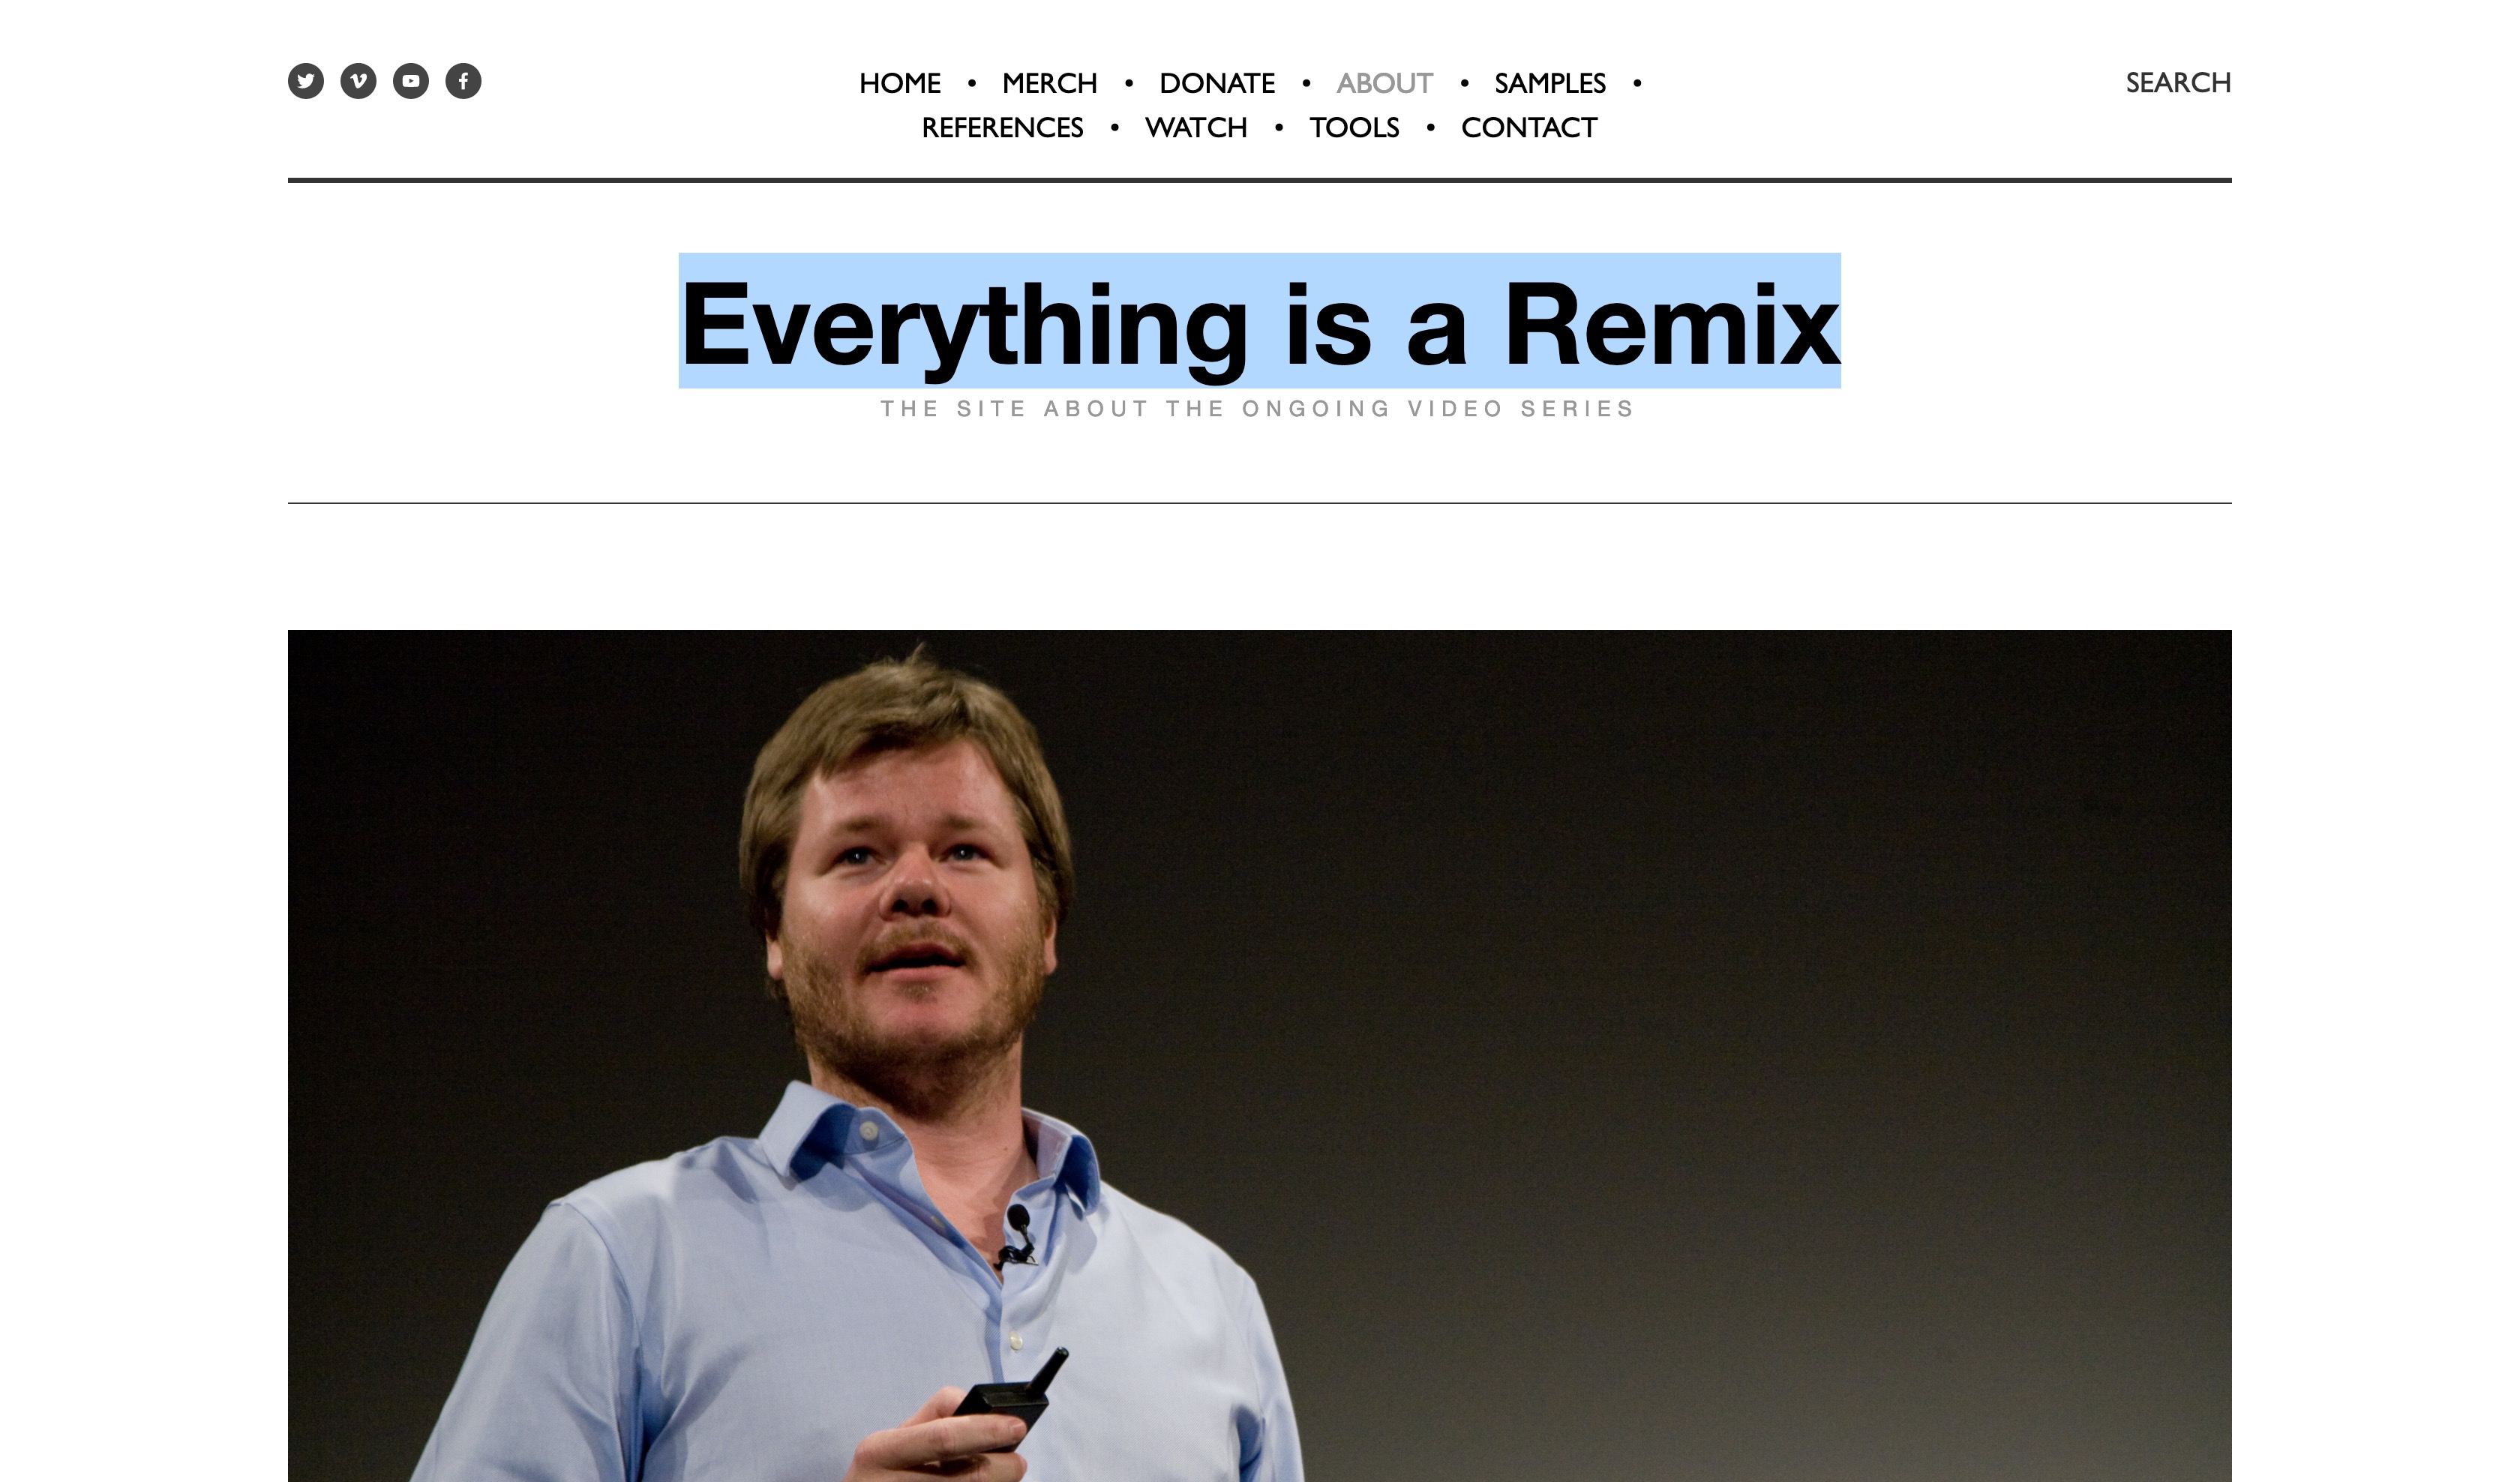 HOME • MERCH • DONATE • ABOUT • SAMPLES •
REFERENCES • WATCH • TOOLS • CONTACT
SEARCH
Everything is a Remix
THE SITE ABOUT THE ONGOING VIDEO SERIES